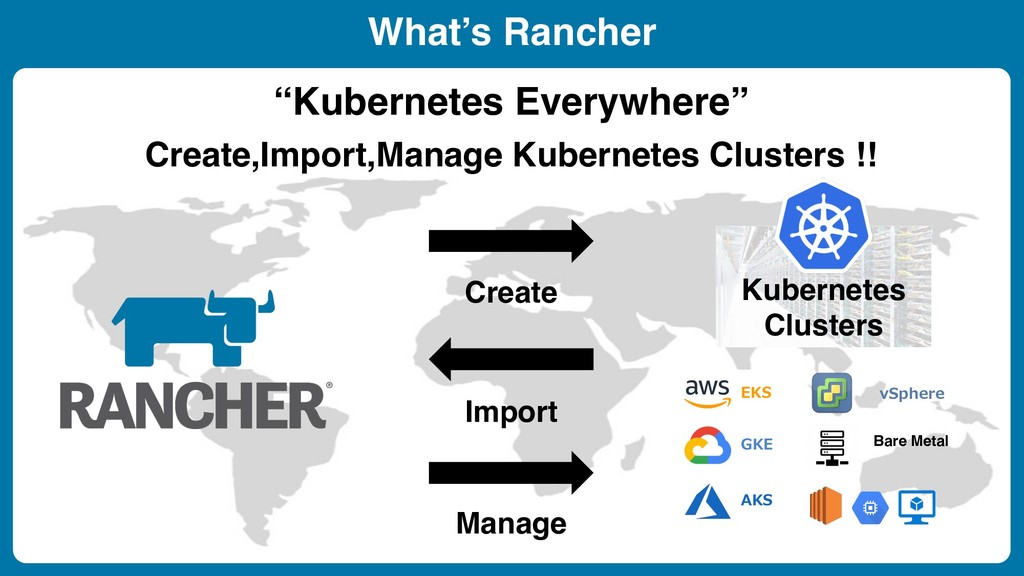 What’s Rancher
“Kubernetes Everywhere”
Create,Import,Manage Kubernetes Clusters !!
Create
Kubernetes
Clusters
RANCHER®
Import
aws EKS
vSphere
GKE
Bare Metal
AKS
Manage